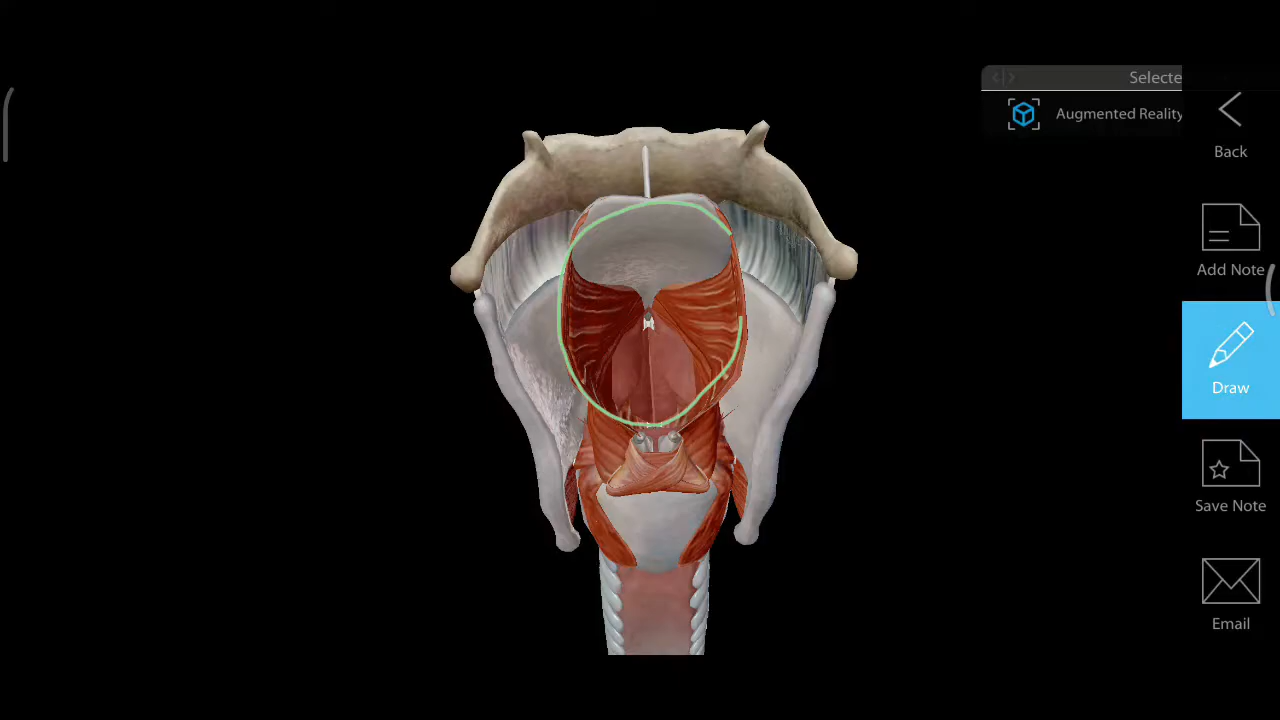 Selecte
Augmented Reality
Back
Add Note
Draw
Save Note
Email